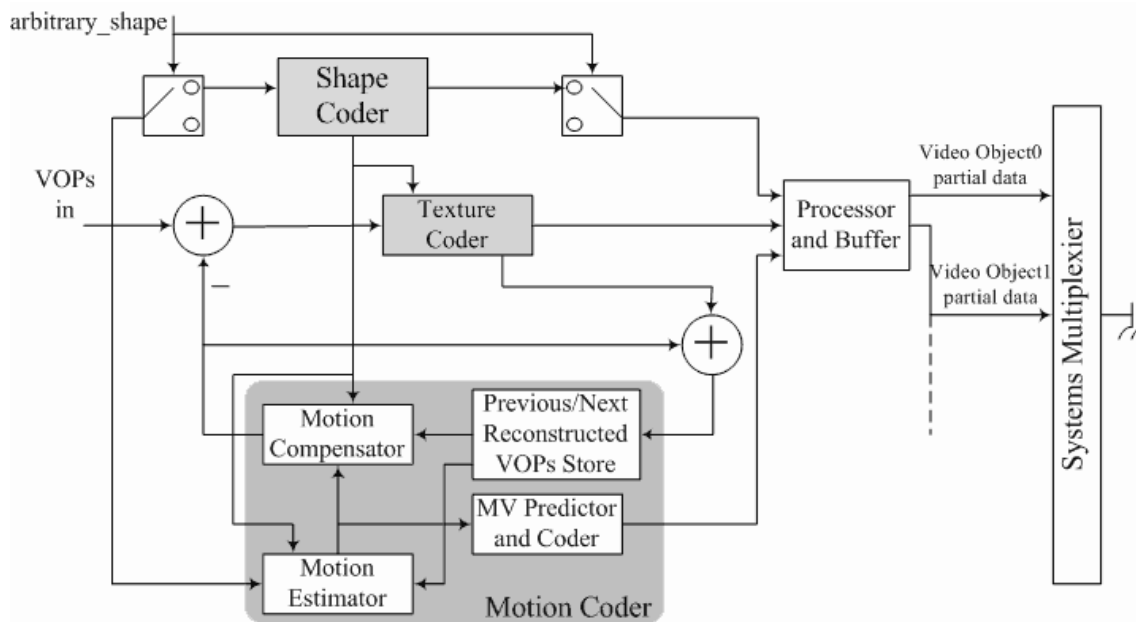 arbitrary_shape
Shape
Coder
VOPs
in
+
−
Texture
Coder
Processor
and Buffer
Video Object0
partial data
Video Object1
partial data
Systems Multiplexier
+
Motion
Compensator
Previous/Next
Reconstructed
VOPs Store
MV Predictor
and Coder
Motion
Estimator
Motion Coder